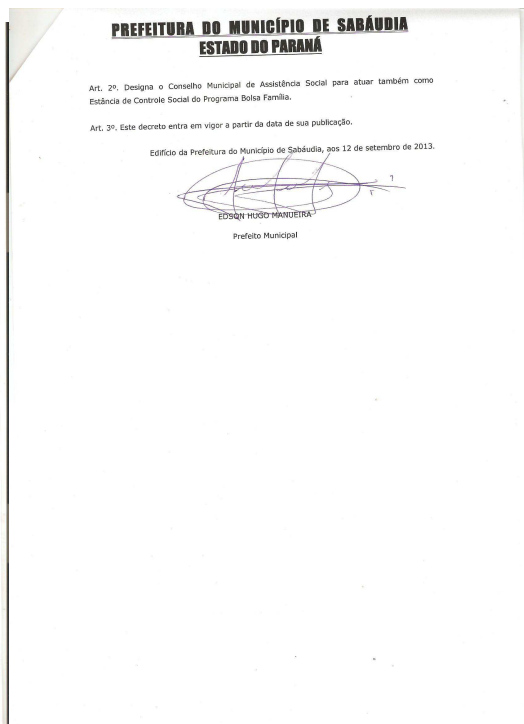 PREFEITURA DO MUNICÍPIO DE SABÁUDIA
ESTADO DO PARANÁ
Art. 2º. Designa o Conselho Municipal de Assistência Social para atuar também como
Estância de Controle Social do Programa Bolsa Família.
Art. 3º. Este decreto entra em vigor a partir da data de sua publicação.
Edifício da Prefeitura do Município de Sabáudia, aos 12 de setembro de 2013.
EDSON HUGO MANUEIRA
Prefeito Municipal